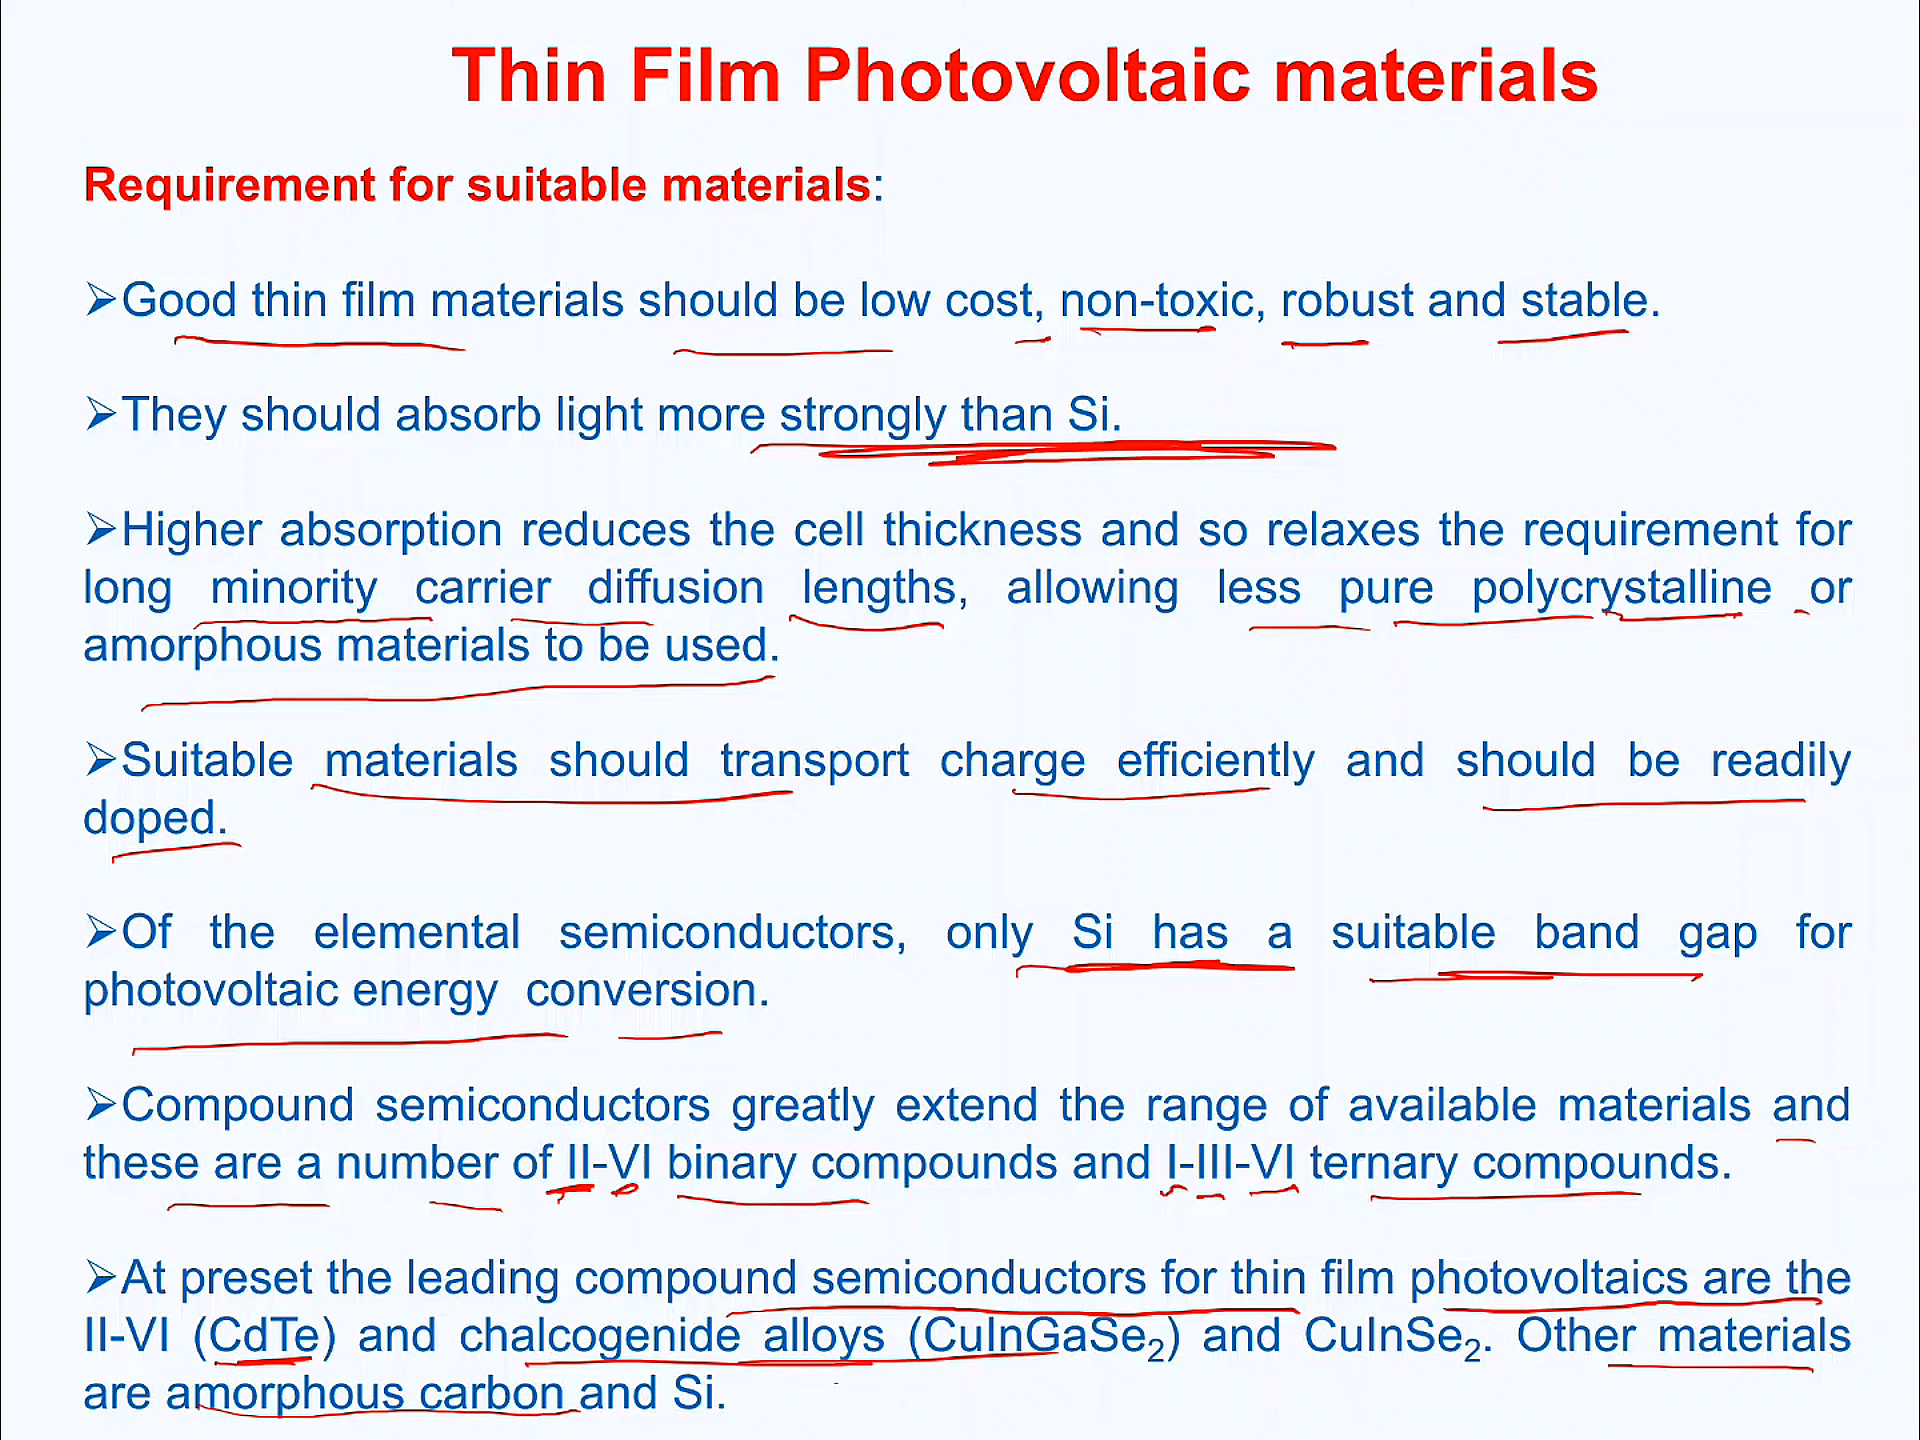 Thin Film Photovoltaic materials
Requirement for suitable materials:
➢Good thin film materials should be low cost, non-toxic, robust and stable.
➢They should absorb light more strongly than Si.
➢Higher absorption reduces the cell thickness and so relaxes the requirement for
long minority carrier diffusion lengths, allowing less pure polycrystalline or
amorphous materials to be used.
➢Suitable materials should transport charge efficiently and should be readily
doped.
➢Of the elemental semiconductors, only Si has a suitable band gap for
photovoltaic energy conversion.
➢Compound semiconductors greatly extend the range of available materials and
these are a number of II-VI binary compounds and I-III-VI ternary compounds.
➢At preset the leading compound semiconductors for thin film photovoltaics are the
II-VI (CdTe) and chalcogenide alloys (CuInGaSe₂) and CuInSe₂. Other materials
are amorphous carbon and Si.